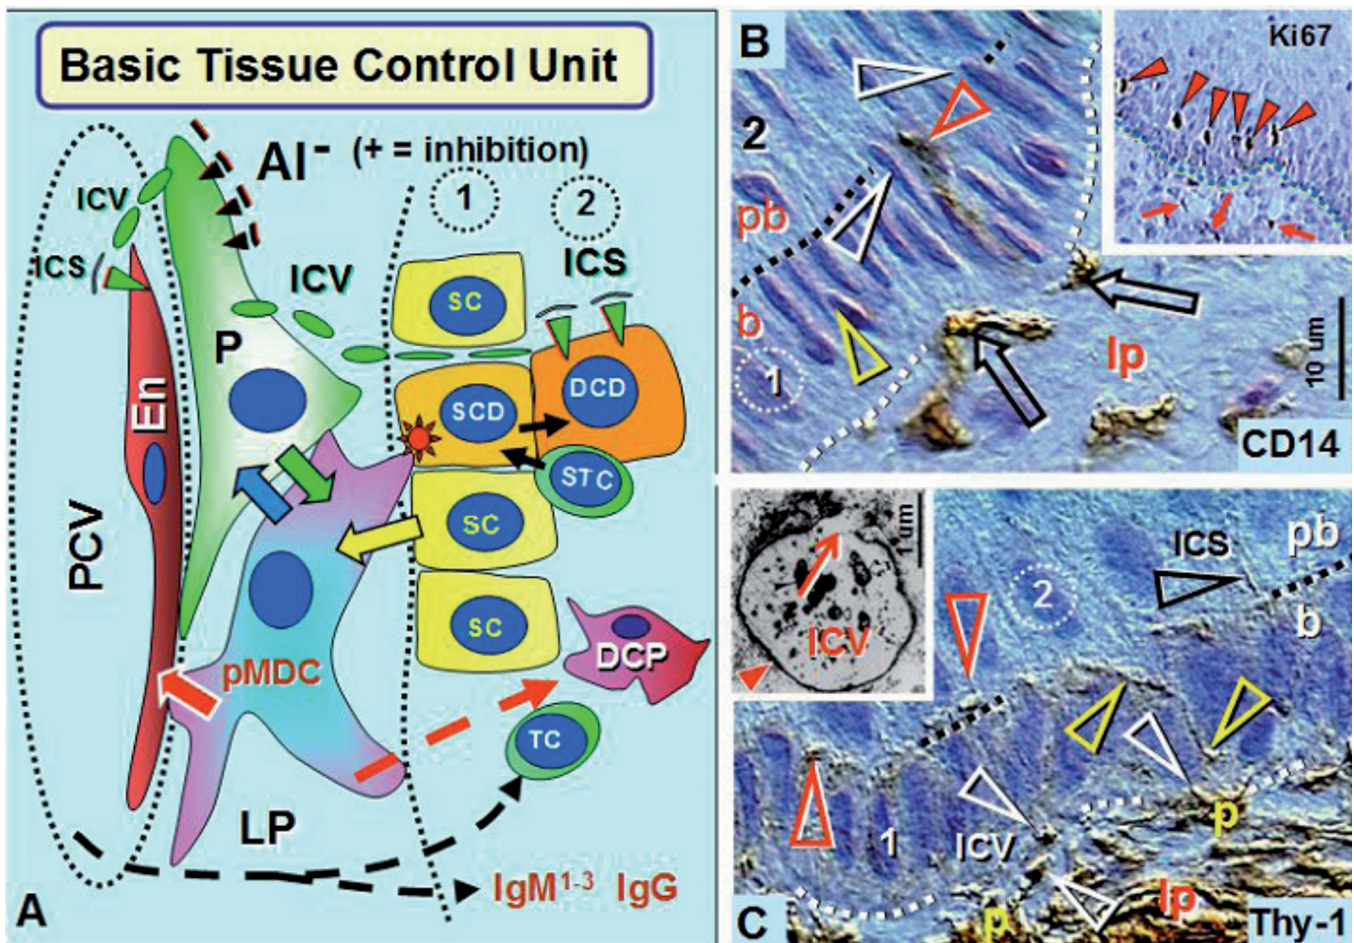 Basic Tissue Control Unit
AI- (+ = inhibition)
ICV
1
2
ICS
ICV
ICS
SC
P
En
SCD
DCD
STC
SC
PCV
SC
pMDC
DCP
TC
LP
IgM1-3 IgG
A
B
Ki67
2
pb
b
1
lp
10 um
CD14
1 um
ICV
ICS
pb
2
b
1
ICV
p
p
lp
C
Thy-1